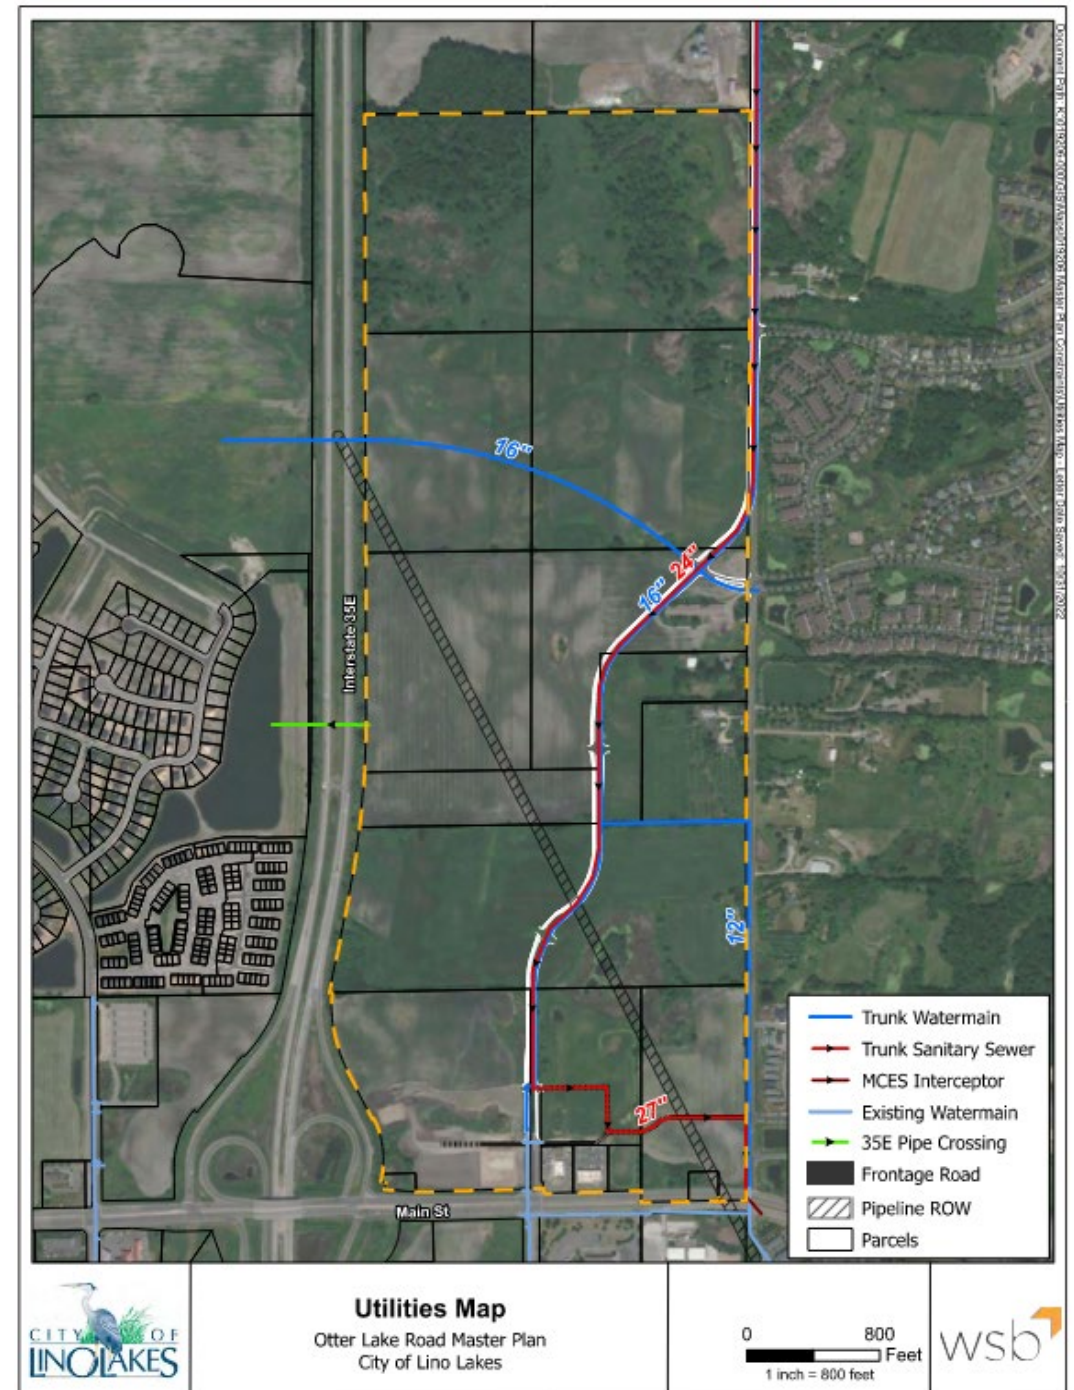 16"
24"
16"
Interstate 35E
12"
27"
Main St
Trunk Watermain
Trunk Sanitary Sewer
MCES Interceptor
Existing Watermain
35E Pipe Crossing
Frontage Road
Pipeline ROW
Parcels
CITY OF
LINO LAKES
Utilities Map
Otter Lake Road Master Plan
City of Lino Lakes
0 800
Feet
1 inch = 800 feet
wsb